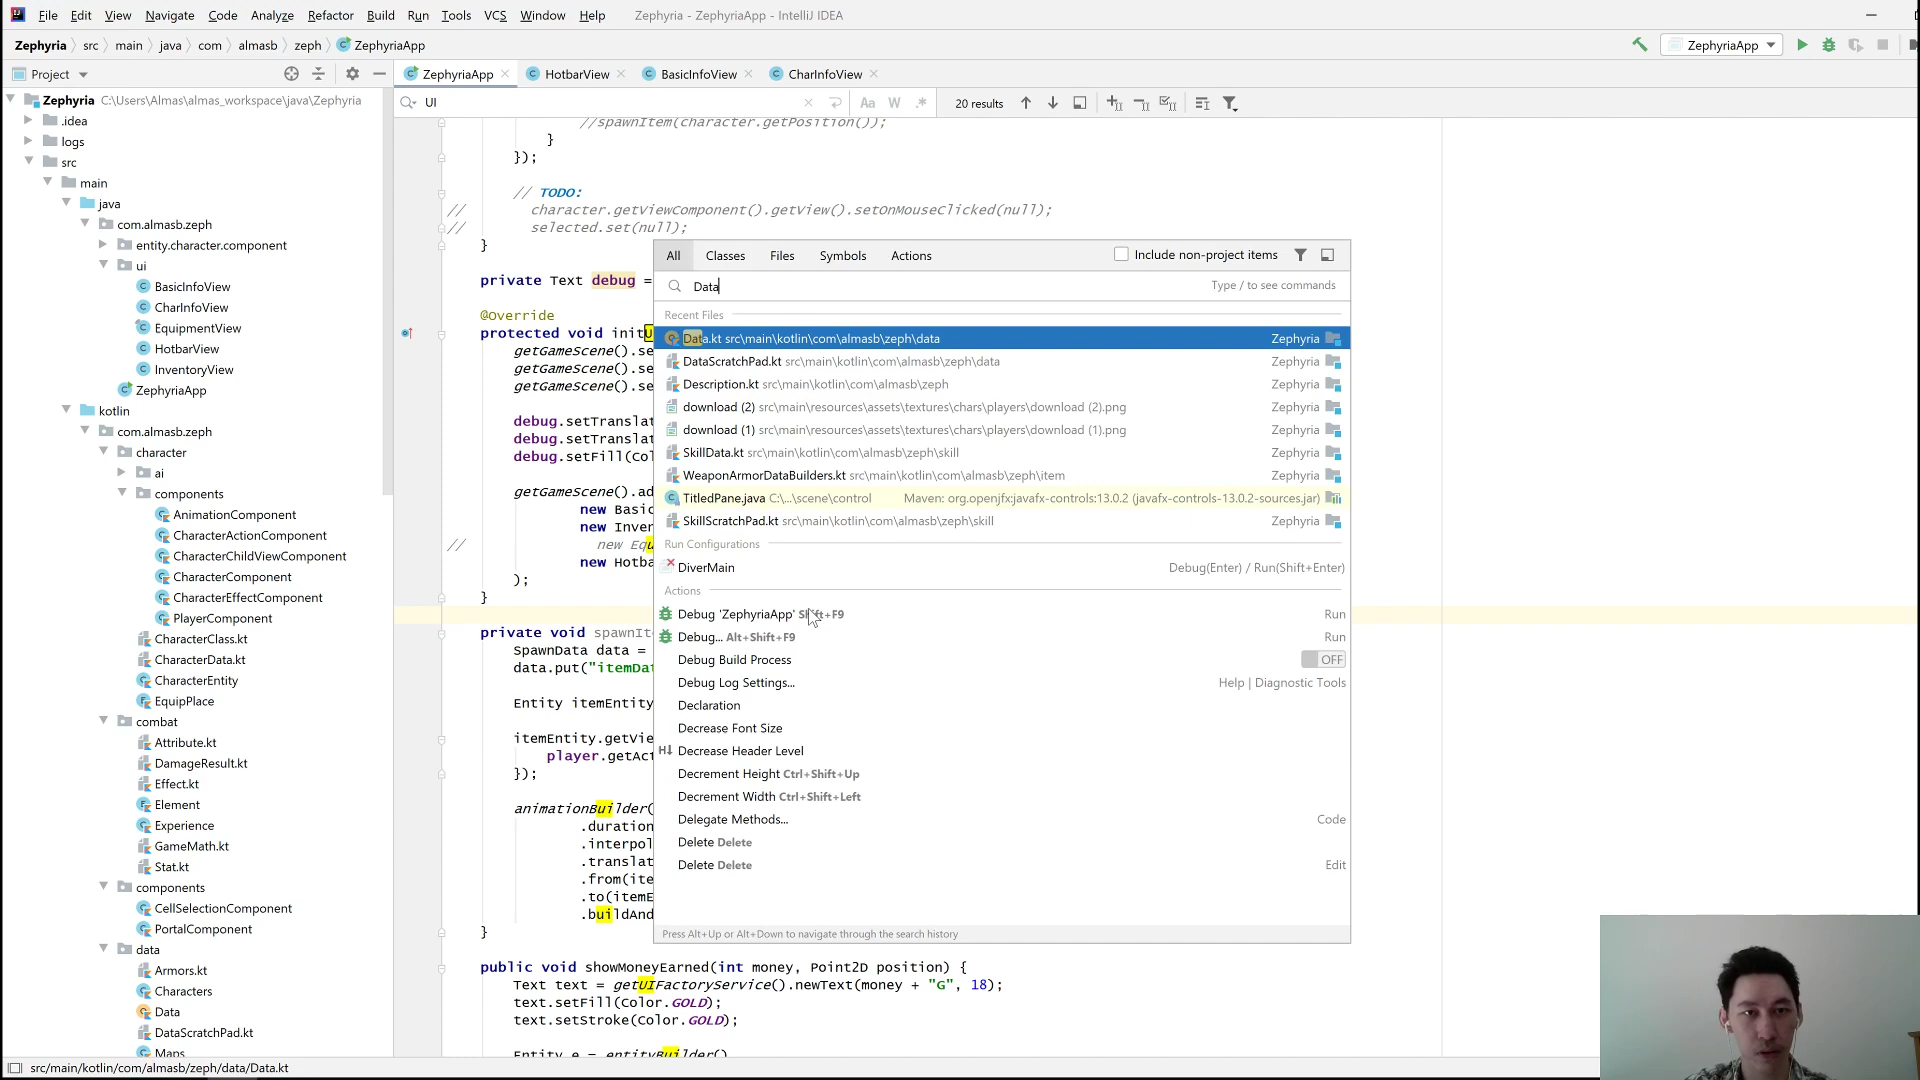 File Edit View Navigate Code Analyze Refactor Build Run Tools VCS Window Help Zephyria - ZephyriaApp - IntelliJ IDEA
Zephyria src main java com almasb zeph ZephyriaApp ZephyriaApp
Project ZephyriaApp HotbarView BasicInfoView CharInfoView
Zephyria C:\Users\Almas\almas_workspace\java\Zephyria
UI Aa W .* 20 results
.idea
logs
src
main
java
com.almasb.zeph
entity.character.component
ui
BasicInfoView
CharInfoView
EquipmentView
HotbarView
InventoryView
ZephyriaApp
kotlin
com.almasb.zeph
character
ai
components
AnimationComponent
CharacterActionComponent
CharacterChildViewComponent
CharacterComponent
CharacterEffectComponent
PlayerComponent
CharacterClass.kt
CharacterData.kt
CharacterEntity
EquipPlace
combat
Attribute.kt
DamageResult.kt
Effect.kt
Element
Experience
GameMath.kt
Stat.kt
components
CellSelectionComponent
PortalComponent
data
Armors.kt
Characters
Data
DataScratchPad.kt
Maps
//spawnItem(character.getPosition());
}
});
// TODO:
// character.getViewComponent().getView().setOnMouseClicked(null);
// selected.set(null);
}
private Text debug =
@Override
protected void initU
getGameScene().se
getGameScene().se
getGameScene().se
debug.setTranslat
debug.setTranslat
debug.setFill(Col
getGameScene().ad
new Basic
new Inven
// new Equ
new Hotba
);
}
private void spawnIte
SpawnData data =
data.put("itemDat
Entity itemEntity
itemEntity.getVie
player.getAct
});
animationBuilder(
.duration
.interpol
.translat
.from(ite
.to(itemE
.buildAnd
}
public void showMoneyEarned(int money, Point2D position) {
Text text = getUIFactoryService().newText(money + "G", 18);
text.setFill(Color.GOLD);
text.setStroke(Color.GOLD);
Entity e = entityBuilder()
All Classes Files Symbols Actions Include non-project items
Data Type / to see commands
Recent Files
Data.kt src\main\kotlin\com\almasb\zeph\data Zephyria
DataScratchPad.kt src\main\kotlin\com\almasb\zeph\data Zephyria
Description.kt src\main\kotlin\com\almasb\zeph Zephyria
download (2) src\main\resources\assets\textures\chars\players\download (2).png Zephyria
download (1) src\main\resources\assets\textures\chars\players\download (1).png Zephyria
SkillData.kt src\main\kotlin\com\almasb\zeph\skill Zephyria
WeaponArmorDataBuilders.kt src\main\kotlin\com\almasb\zeph\item Zephyria
TitledPane.java C:\...\scene\control Maven: org.openjfx:javafx-controls:13.0.2 (javafx-controls-13.0.2-sources.jar)
SkillScratchPad.kt src\main\kotlin\com\almasb\zeph\skill Zephyria
Run Configurations
DiverMain Debug(Enter) / Run(Shift+Enter)
Actions
Debug 'ZephyriaApp' Shift+F9 Run
Debug... Alt+Shift+F9 Run
Debug Build Process OFF
Debug Log Settings... Help | Diagnostic Tools
Declaration
Decrease Font Size
H↓ Decrease Header Level
Decrement Height Ctrl+Shift+Up
Decrement Width Ctrl+Shift+Left
Delegate Methods... Code
Delete Delete
Delete Delete Edit
Press Alt+Up or Alt+Down to navigate through the search history
src/main/kotlin/com/almasb/zeph/data/Data.kt